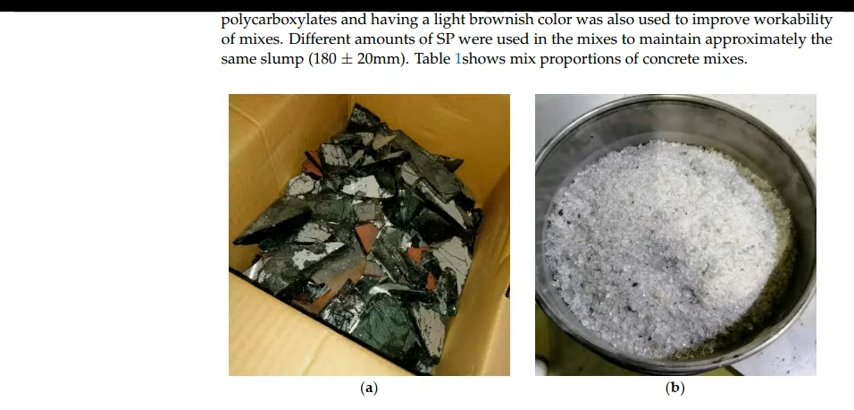 polycarboxylates and having a light brownish color was also used to improve workability
of mixes. Different amounts of SP were used in the mixes to maintain approximately the
same slump (180 ± 20mm). Table 1shows mix proportions of concrete mixes.
(a)
(b)